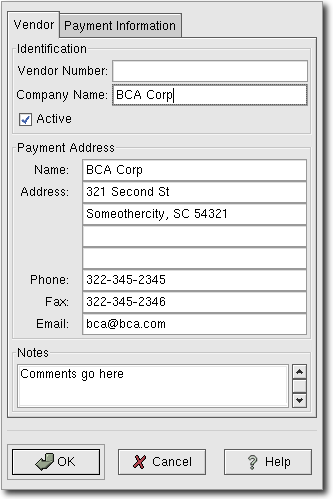 Vendor Payment Information
Identification
Vendor Number:
Company Name: BCA Corp
Active
Payment Address
Name: BCA Corp
Address: 321 Second St
Someothercity, SC 54321
Phone: 322-345-2345
Fax: 322-345-2346
Email: bca@bca.com
Notes
Comments go here
OK Cancel ? Help